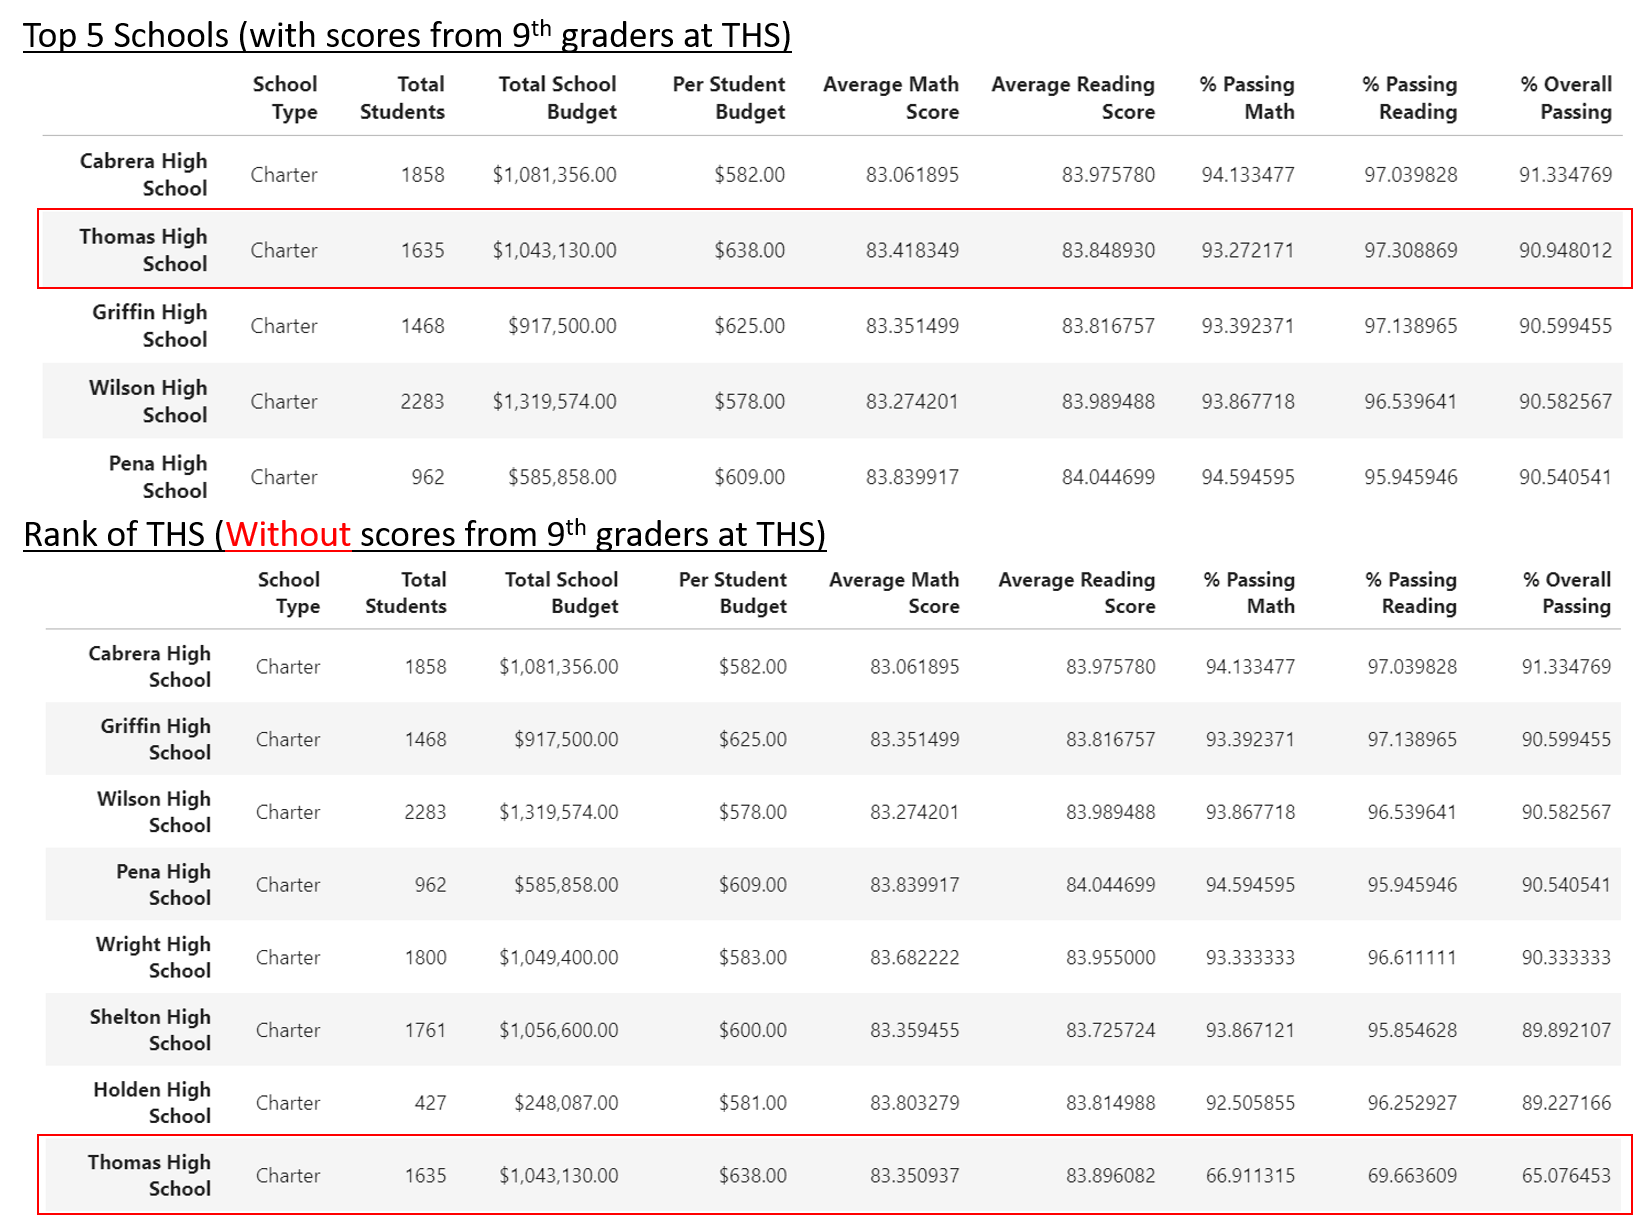 Top 5 Schools (with scores from 9th graders at THS)
School Type Total Students Total School Budget Per Student Budget Average Math Score Average Reading Score % Passing Math % Passing Reading % Overall Passing
Cabrera High School Charter 1858 $1,081,356.00 $582.00 83.061895 83.975780 94.133477 97.039828 91.334769
Thomas High School Charter 1635 $1,043,130.00 $638.00 83.418349 83.848930 93.272171 97.308869 90.948012
Griffin High School Charter 1468 $917,500.00 $625.00 83.351499 83.816757 93.392371 97.138965 90.599455
Wilson High School Charter 2283 $1,319,574.00 $578.00 83.274201 83.989488 93.867718 96.539641 90.582567
Pena High School Charter 962 $585,858.00 $609.00 83.839917 84.044699 94.594595 95.945946 90.540541
Rank of THS (Without scores from 9th graders at THS)
School Type Total Students Total School Budget Per Student Budget Average Math Score Average Reading Score % Passing Math % Passing Reading % Overall Passing
Cabrera High School Charter 1858 $1,081,356.00 $582.00 83.061895 83.975780 94.133477 97.039828 91.334769
Griffin High School Charter 1468 $917,500.00 $625.00 83.351499 83.816757 93.392371 97.138965 90.599455
Wilson High School Charter 2283 $1,319,574.00 $578.00 83.274201 83.989488 93.867718 96.539641 90.582567
Pena High School Charter 962 $585,858.00 $609.00 83.839917 84.044699 94.594595 95.945946 90.540541
Wright High School Charter 1800 $1,049,400.00 $583.00 83.682222 83.955000 93.333333 96.611111 90.333333
Shelton High School Charter 1761 $1,056,600.00 $600.00 83.359455 83.725724 93.867121 95.854628 89.892107
Holden High School Charter 427 $248,087.00 $581.00 83.803279 83.814988 92.505855 96.252927 89.227166
Thomas High School Charter 1635 $1,043,130.00 $638.00 83.350937 83.896082 66.911315 69.663609 65.076453